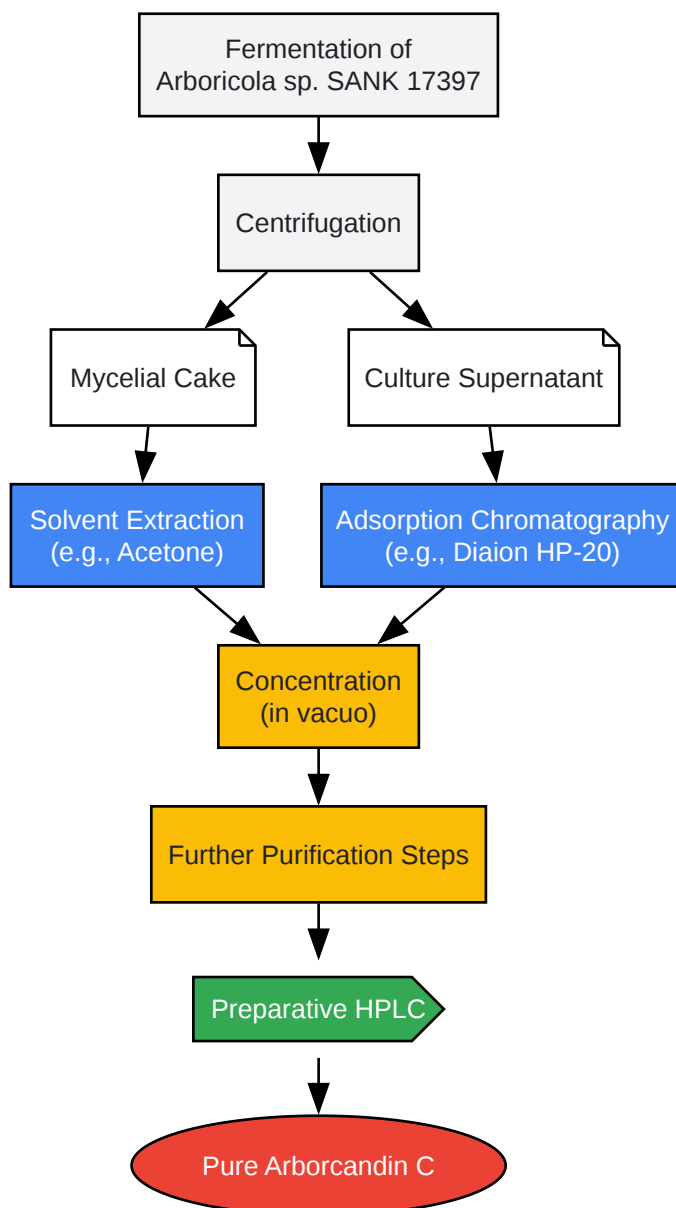 Fermentation of
Arboricola sp. SANK 17397
Centrifugation
Mycelial Cake
Culture Supernatant
Solvent Extraction
(e.g., Acetone)
Adsorption Chromatography
(e.g., Diaion HP-20)
Concentration
(in vacuo)
Further Purification Steps
Preparative HPLC
Pure Arborcandin C